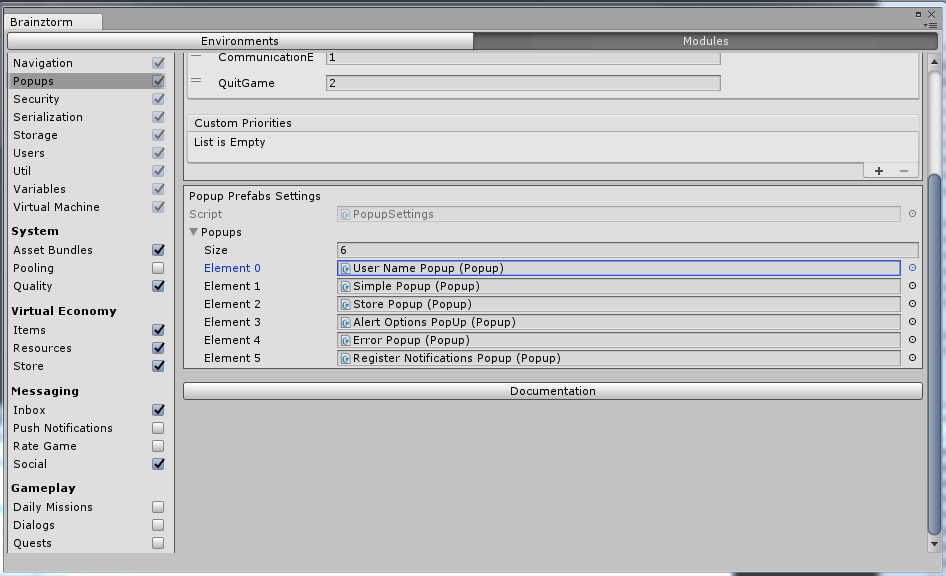 Brainztorm
Environments
Modules
Navigation
Popups
Security
Serialization
Storage
Users
Util
Variables
Virtual Machine
System
Asset Bundles
Pooling
Quality
Virtual Economy
Items
Resources
Store
Messaging
Inbox
Push Notifications
Rate Game
Social
Gameplay
Daily Missions
Dialogs
Quests
CommunicationE 1
QuitGame 2
Custom Priorities
List is Empty
+ −
Popup Prefabs Settings
Script PopupSettings
Popups
Size 6
Element 0 User Name Popup (Popup)
Element 1 Simple Popup (Popup)
Element 2 Store Popup (Popup)
Element 3 Alert Options PopUp (Popup)
Element 4 Error Popup (Popup)
Element 5 Register Notifications Popup (Popup)
Documentation